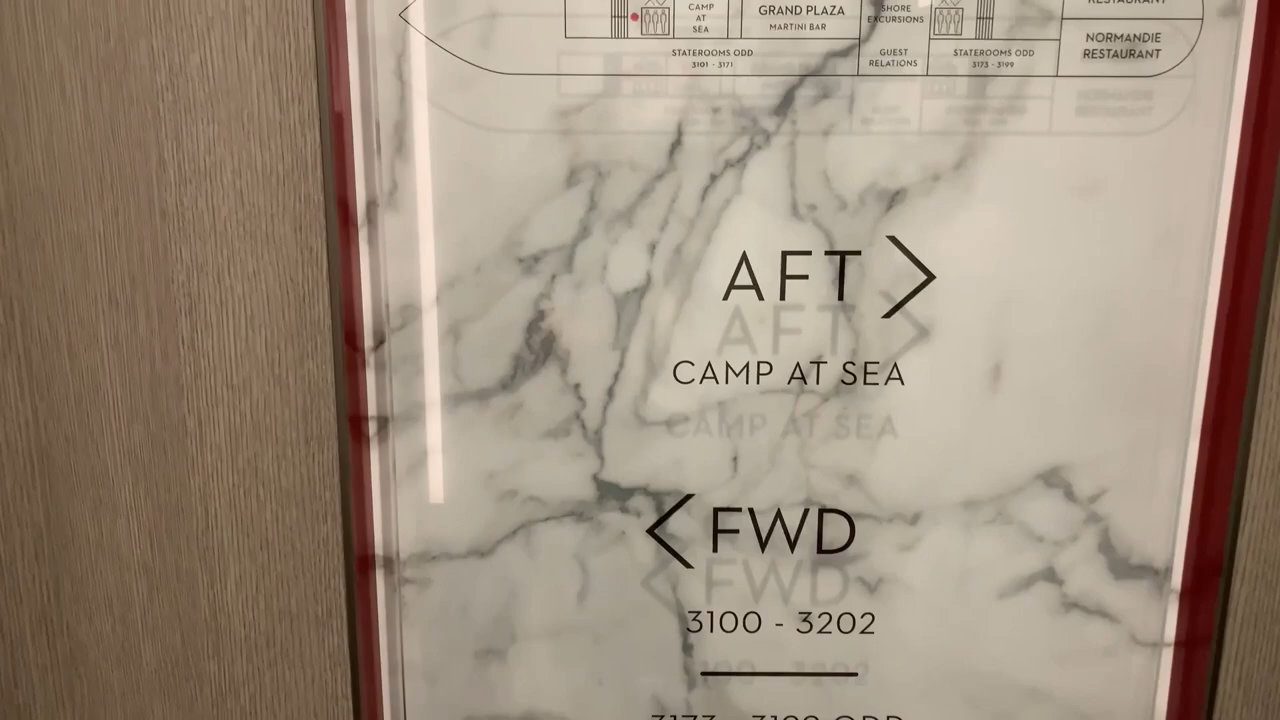 RESTAURANT
CAMP
AT
SEA
GRAND PLAZA
MARTINI BAR
SHORE
EXCURSIONS
NORMANDIE
RESTAURANT
STATEROOMS ODD
3101 - 3171
GUEST
RELATIONS
STATEROOMS ODD
3173 - 3199
AFT
CAMP AT SEA
FWD
3100 - 3202